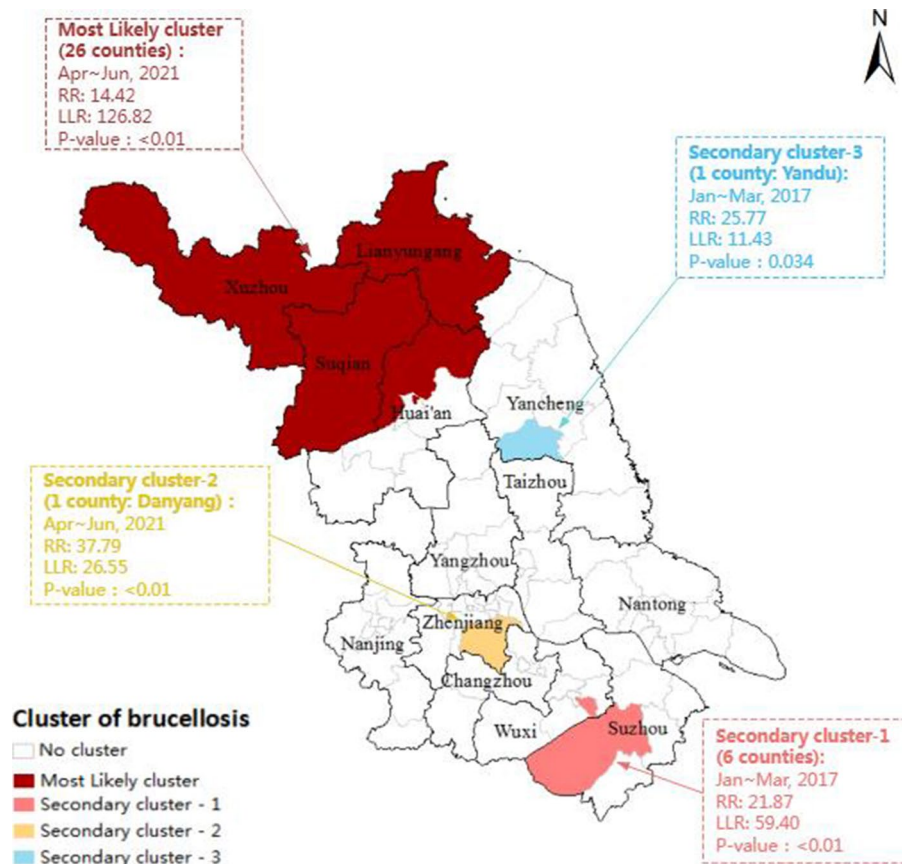 N
Most Likely cluster
(26 counties) :
Apr~Jun, 2021
RR: 14.42
LLR: 126.82
P-value : <0.01
Secondary cluster-3
(1 county: Yandu):
Jan~Mar, 2017
RR: 25.77
LLR: 11.43
P-value : 0.034
Lianyungang
Xuzhou
Suqian
Huai'an
Yancheng
Taizhou
Secondary cluster-2
(1 county: Danyang) :
Apr~Jun, 2021
RR: 37.79
LLR: 26.55
P-value : <0.01
Yangzhou
Nantong
Zhenjiang
Nanjing
Changzhou
Wuxi
Suzhou
Secondary cluster-1
(6 counties):
Jan~Mar, 2017
RR: 21.87
LLR: 59.40
P-value : <0.01
Cluster of brucellosis
No cluster
Most Likely cluster
Secondary cluster - 1
Secondary cluster - 2
Secondary cluster - 3